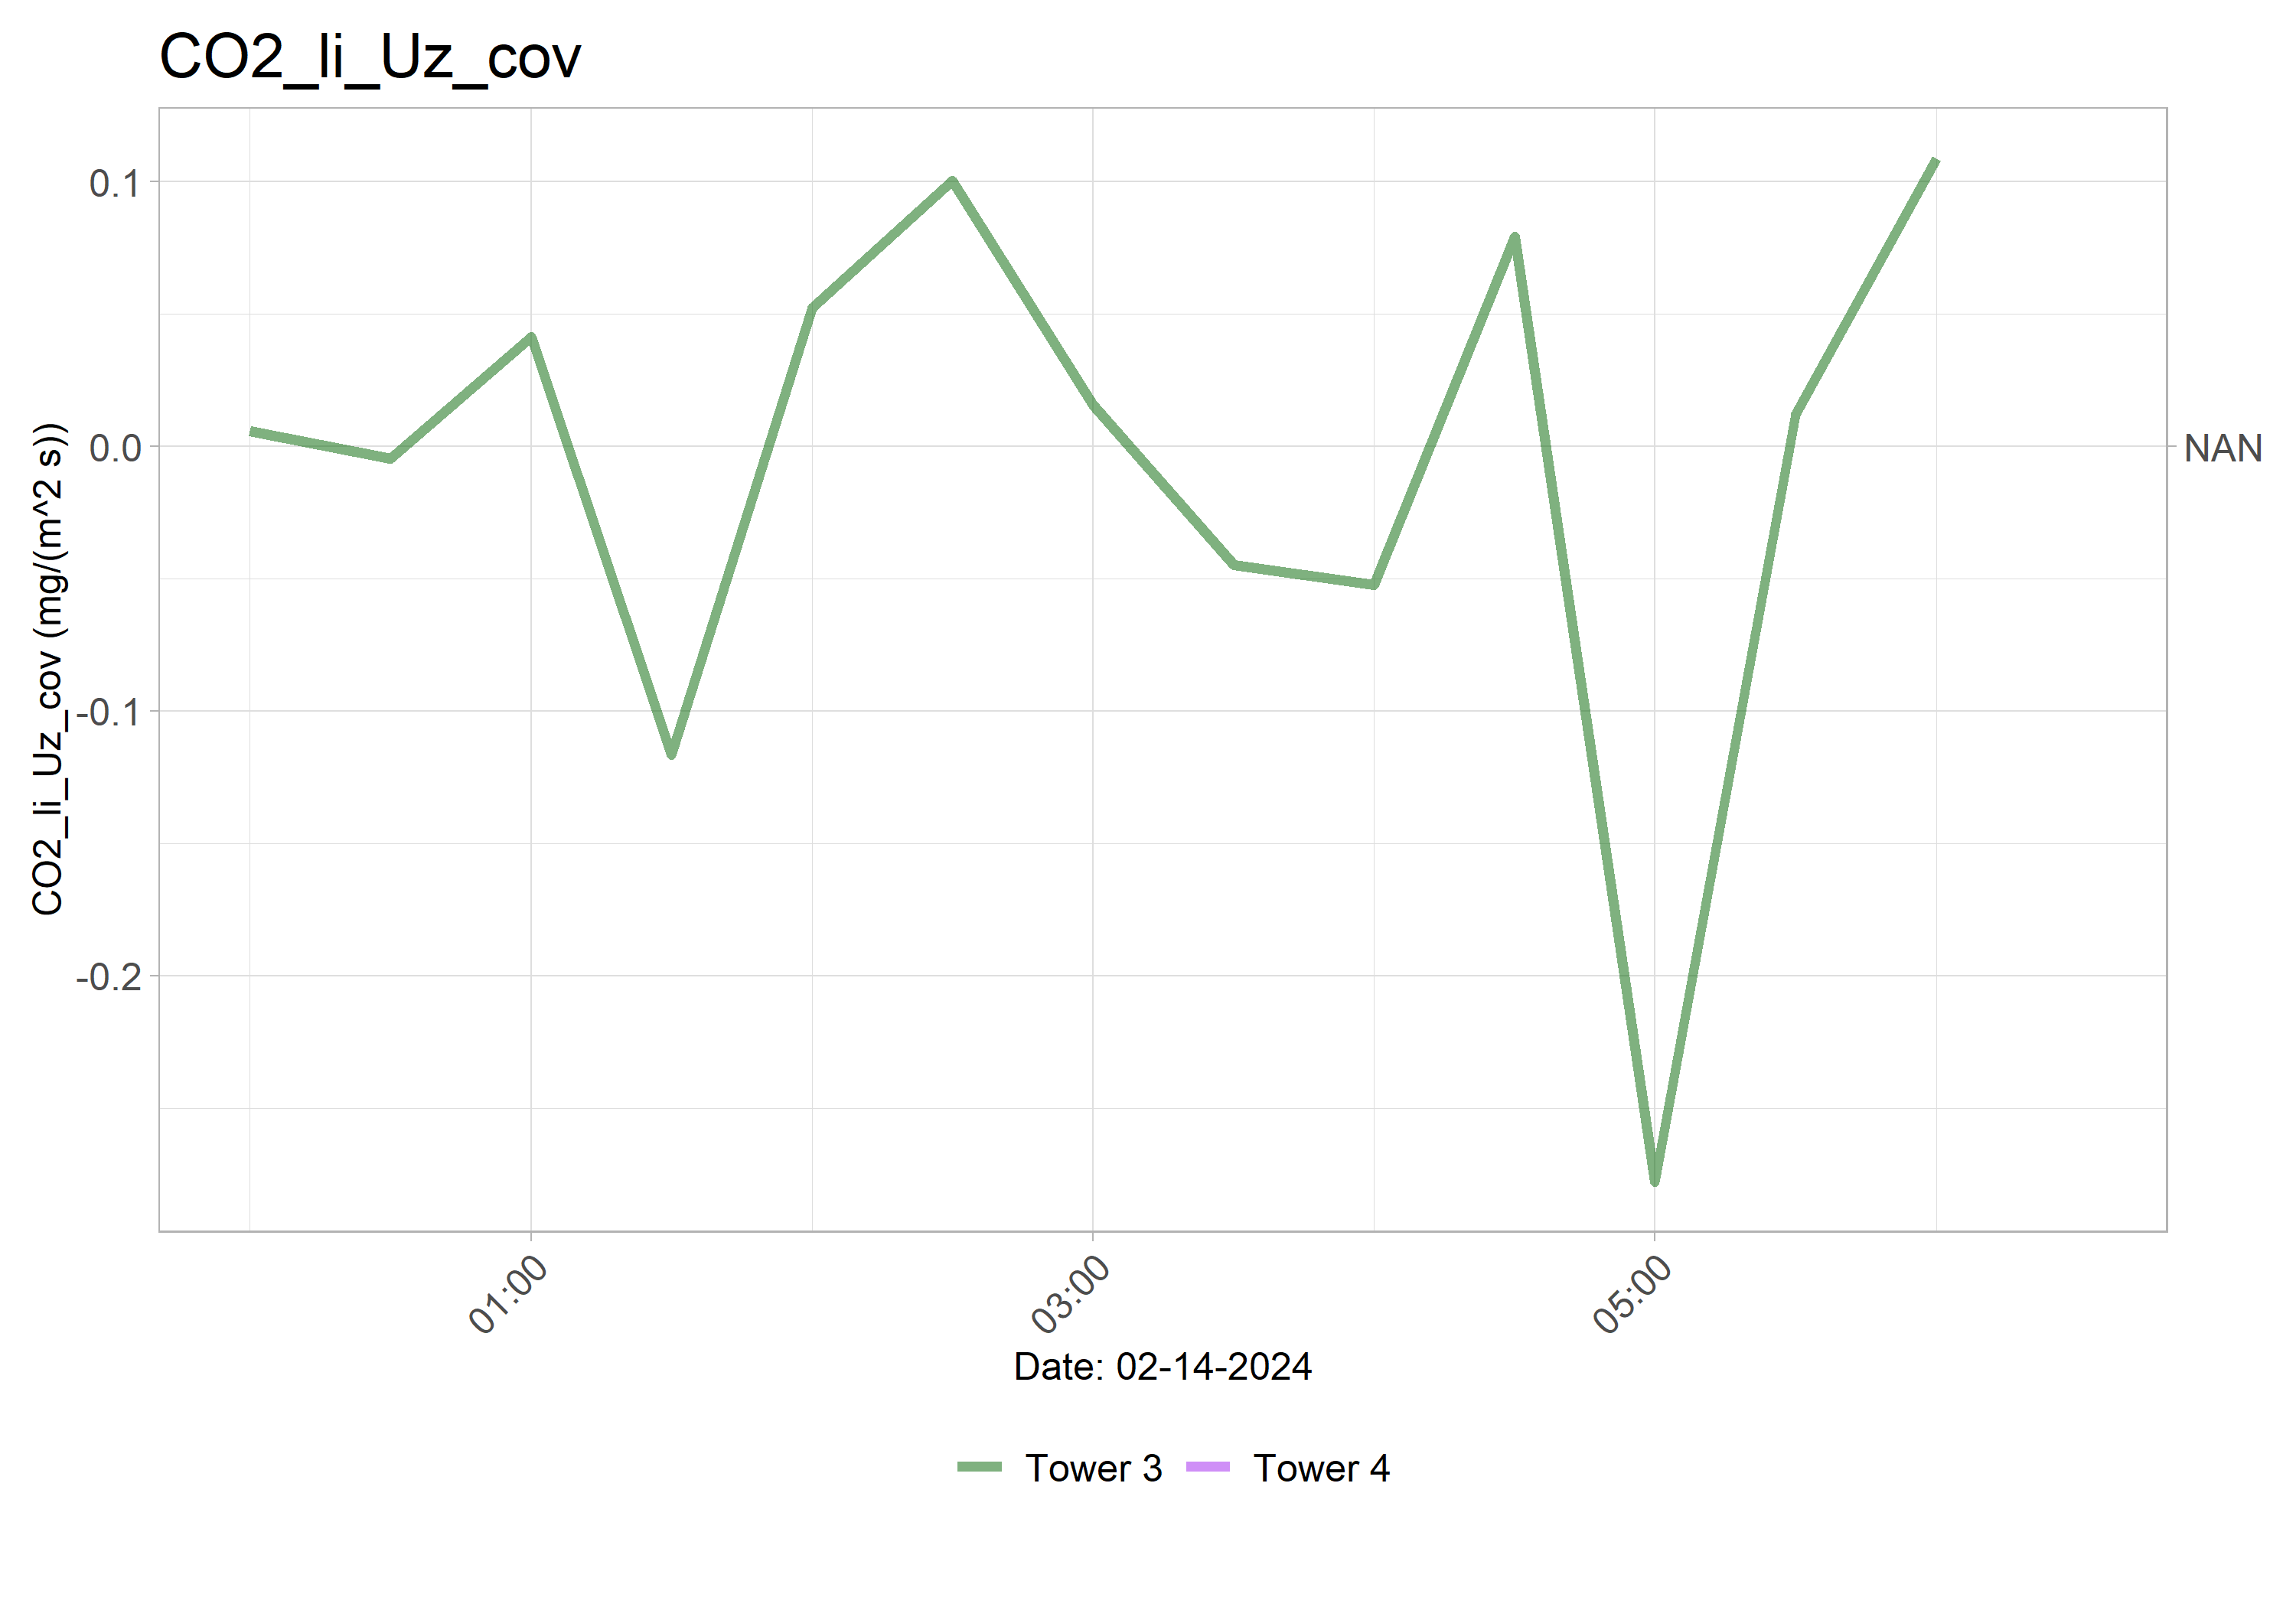 CO2_li_Uz_cov
CO2_li_Uz_cov (mg/(m^2 s))
0.1
0.0
-0.1
-0.2
NAN
01:00
03:00
05:00
Date: 02-14-2024
Tower 3
Tower 4